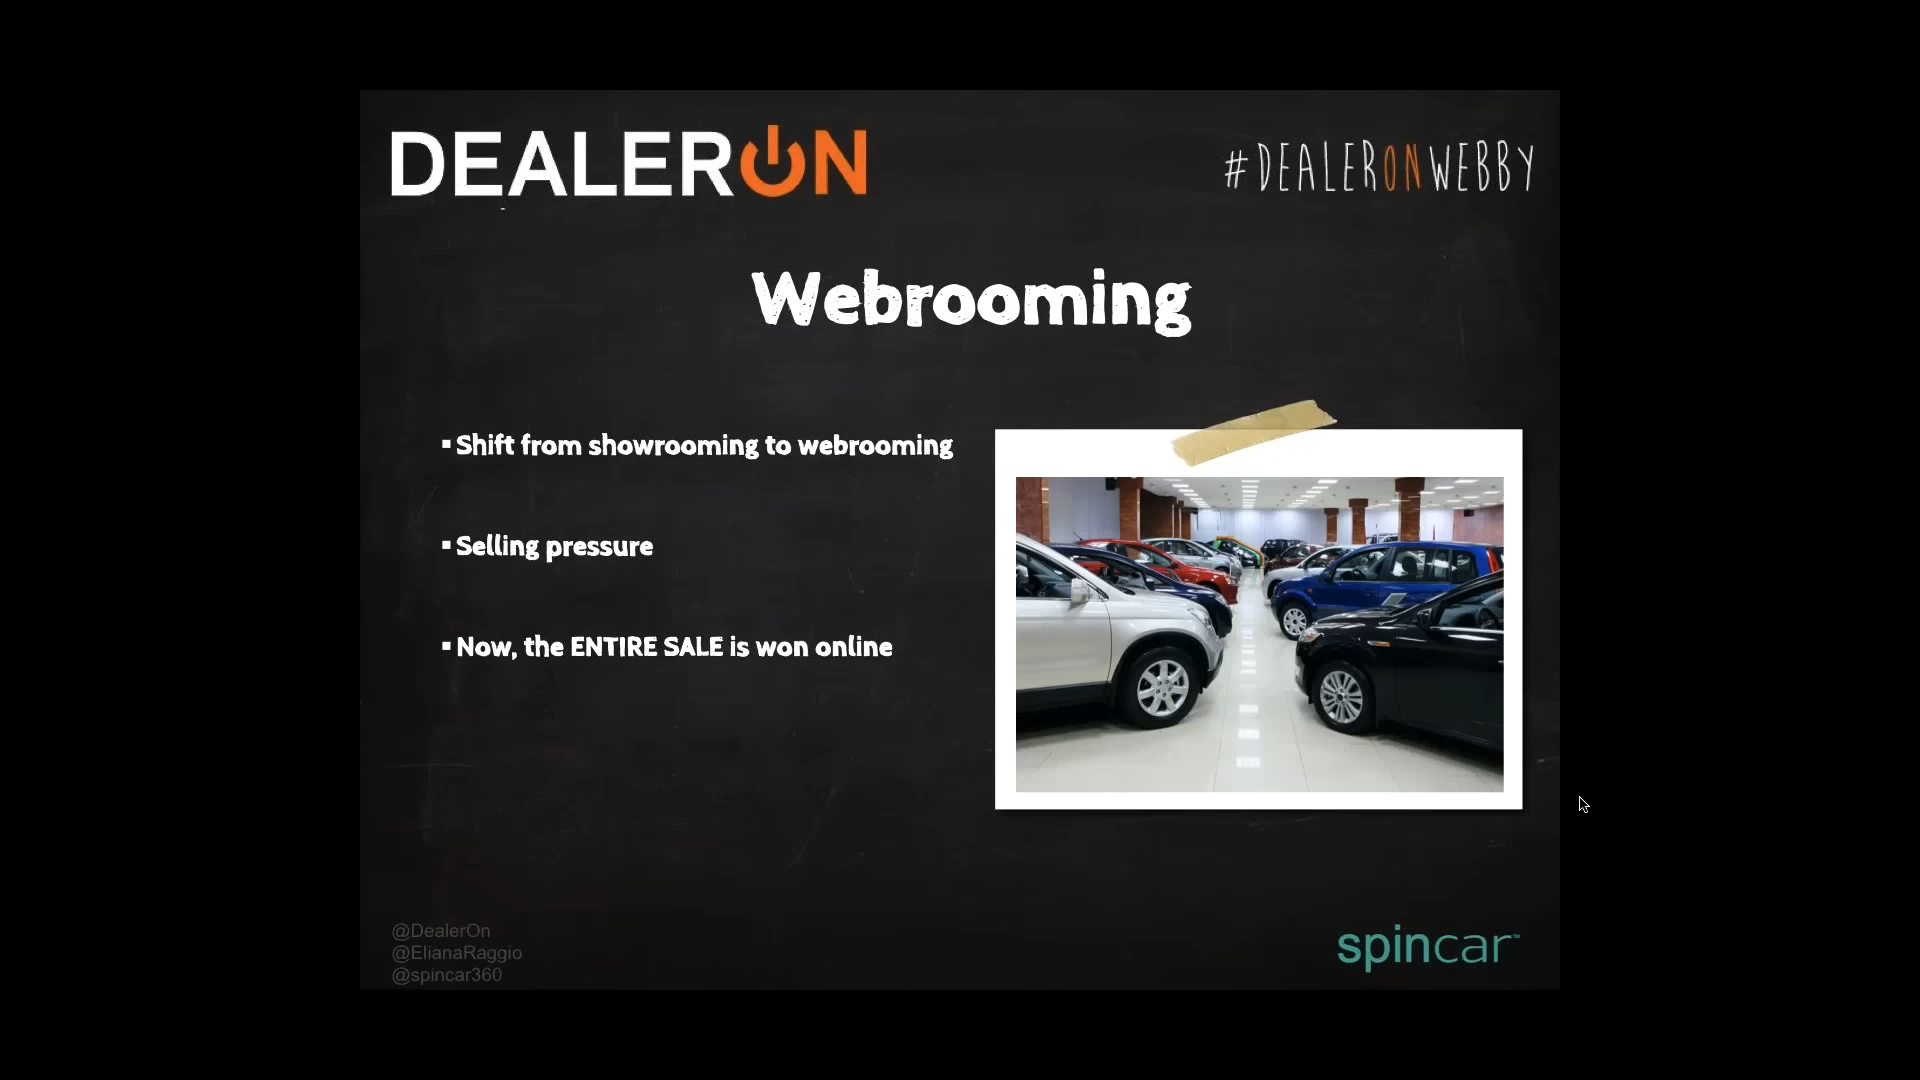 DEALERON
#DEALERONWEBBY
Webrooming
▪ Shift from showrooming to webrooming
▪ Selling pressure
▪ Now, the ENTIRE SALE is won online
@DealerOn
@ElianaRaggio
@spincar360
spincar™